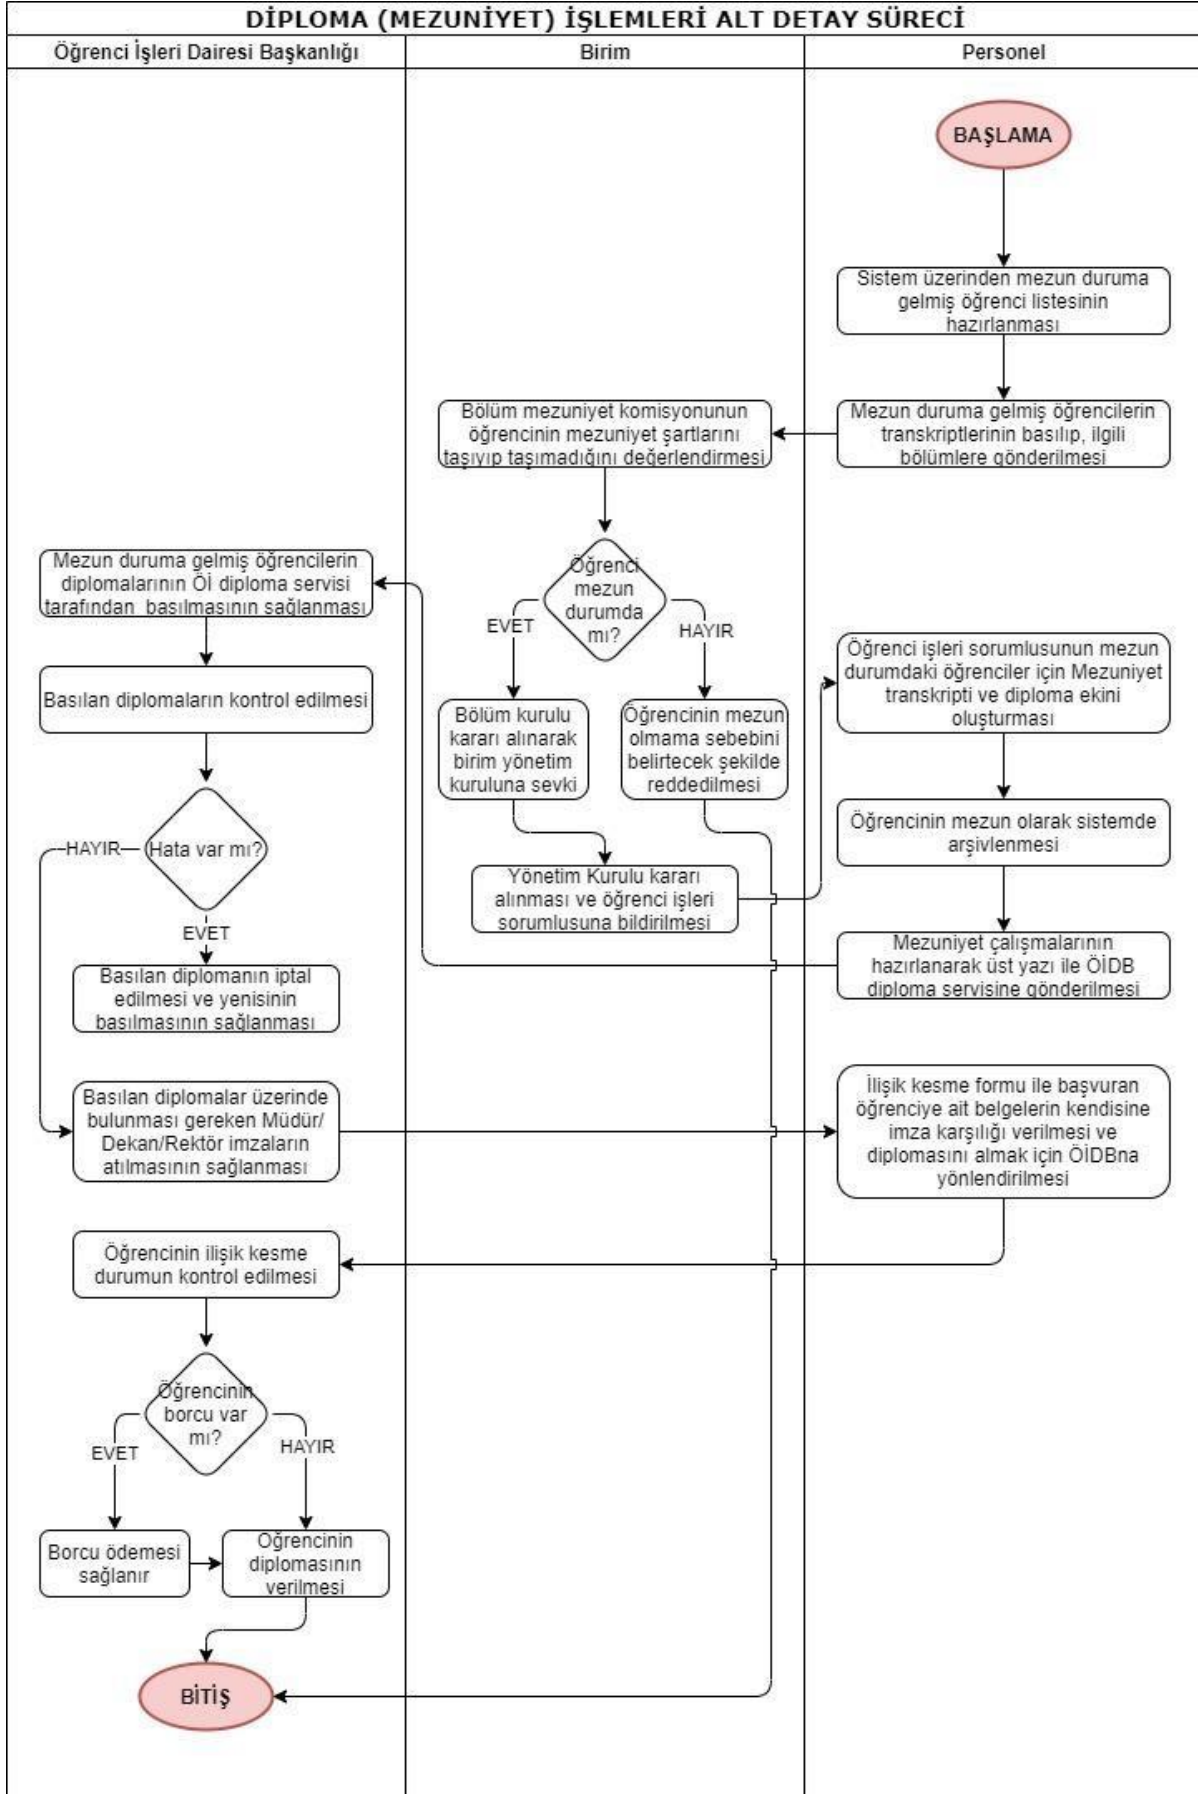 DİPLOMA (MEZUNİYET) İŞLEMLERİ ALT DETAY SÜRECİ
Öğrenci İşleri Dairesi Başkanlığı
Birim
Personel
BAŞLAMA
Sistem üzerinden mezun duruma
gelmiş öğrenci listesinin
hazırlanması
Mezun duruma gelmiş öğrencilerin
transkriptlerinin basılıp, ilgili
bölümlere gönderilmesi
Bölüm mezuniyet komisyonunun
öğrencinin mezuniyet şartlarını
taşıyıp taşımadığını değerlendirmesi
Öğrenci
mezun
durumda
mı?
EVET
HAYIR
Bölüm kurulu
kararı alınarak
birim yönetim
kuruluna sevki
Öğrencinin mezun
olmama sebebini
belirtecek şekilde
reddedilmesi
Yönetim Kurulu kararı
alınması ve öğrenci işleri
sorumlusuna bildirilmesi
Öğrenci işleri sorumlusunun mezun
durumdaki öğrenciler için Mezuniyet
transkripti ve diploma ekini
oluşturması
Öğrencinin mezun olarak sistemde
arşivlenmesi
Mezuniyet çalışmalarının
hazırlanarak üst yazı ile ÖİDB
diploma servisine gönderilmesi
Mezun duruma gelmiş öğrencilerin
diplomalarının Öİ diploma servisi
tarafından basılmasının sağlanması
Basılan diplomaların kontrol edilmesi
Hata var mı?
HAYIR
EVET
Basılan diplomanın iptal
edilmesi ve yenisinin
basılmasının sağlanması
Basılan diplomalar üzerinde
bulunması gereken Müdür/
Dekan/Rektör imzaların
atılmasının sağlanması
İlişik kesme formu ile başvuran
öğrenciye ait belgelerin kendisine
imza karşılığı verilmesi ve
diplomasını almak için ÖİDBna
yönlendirilmesi
Öğrencinin ilişik kesme
durumun kontrol edilmesi
Öğrencinin
borcu var
mı?
EVET
HAYIR
Borcu ödemesi
sağlanır
Öğrencinin
diplomasının
verilmesi
BİTİŞ